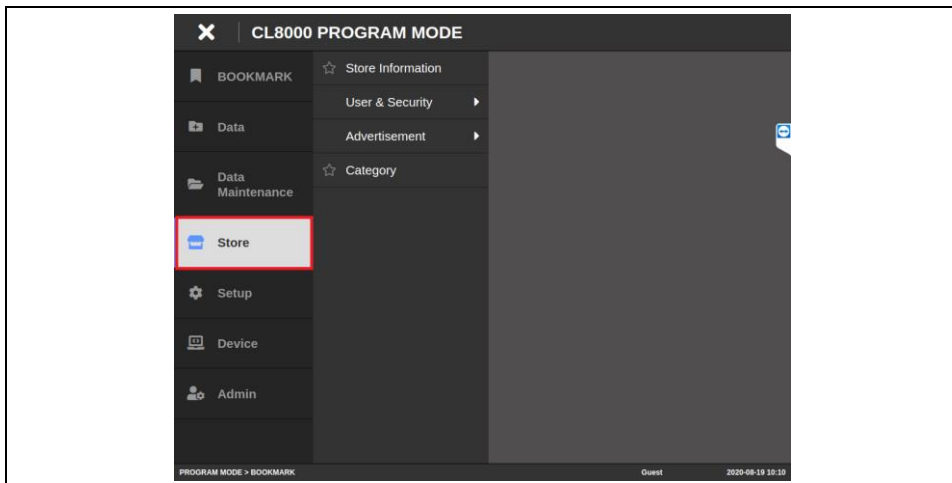 CL8000 PROGRAM MODE
BOOKMARK
Data
Data
Maintenance
Store
Setup
Device
Admin
Store Information
User & Security
Advertisement
Category
PROGRAM MODE > BOOKMARK
Guest
2020-08-19 10:10